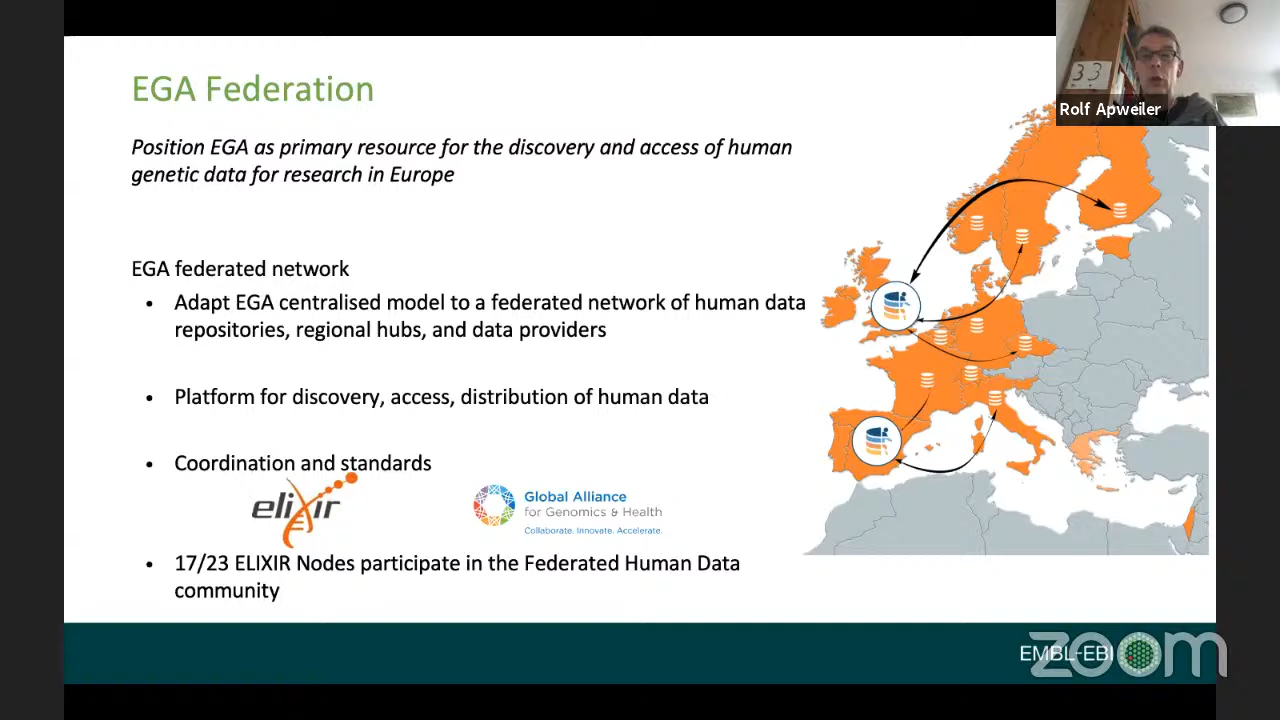 EGA Federation
Position EGA as primary resource for the discovery and access of human
genetic data for research in Europe
EGA federated network
• Adapt EGA centralised model to a federated network of human data
repositories, regional hubs, and data providers
• Platform for discovery, access, distribution of human data
• Coordination and standards
elixir
Global Alliance
for Genomics & Health
Collaborate. Innovate. Accelerate.
• 17/23 ELIXIR Nodes participate in the Federated Human Data
community
33
Rolf Apweiler
EMBL-EBI
zoom